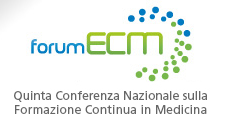 forumECM
Quinta Conferenza Nazionale sulla
Formazione Continua in Medicina